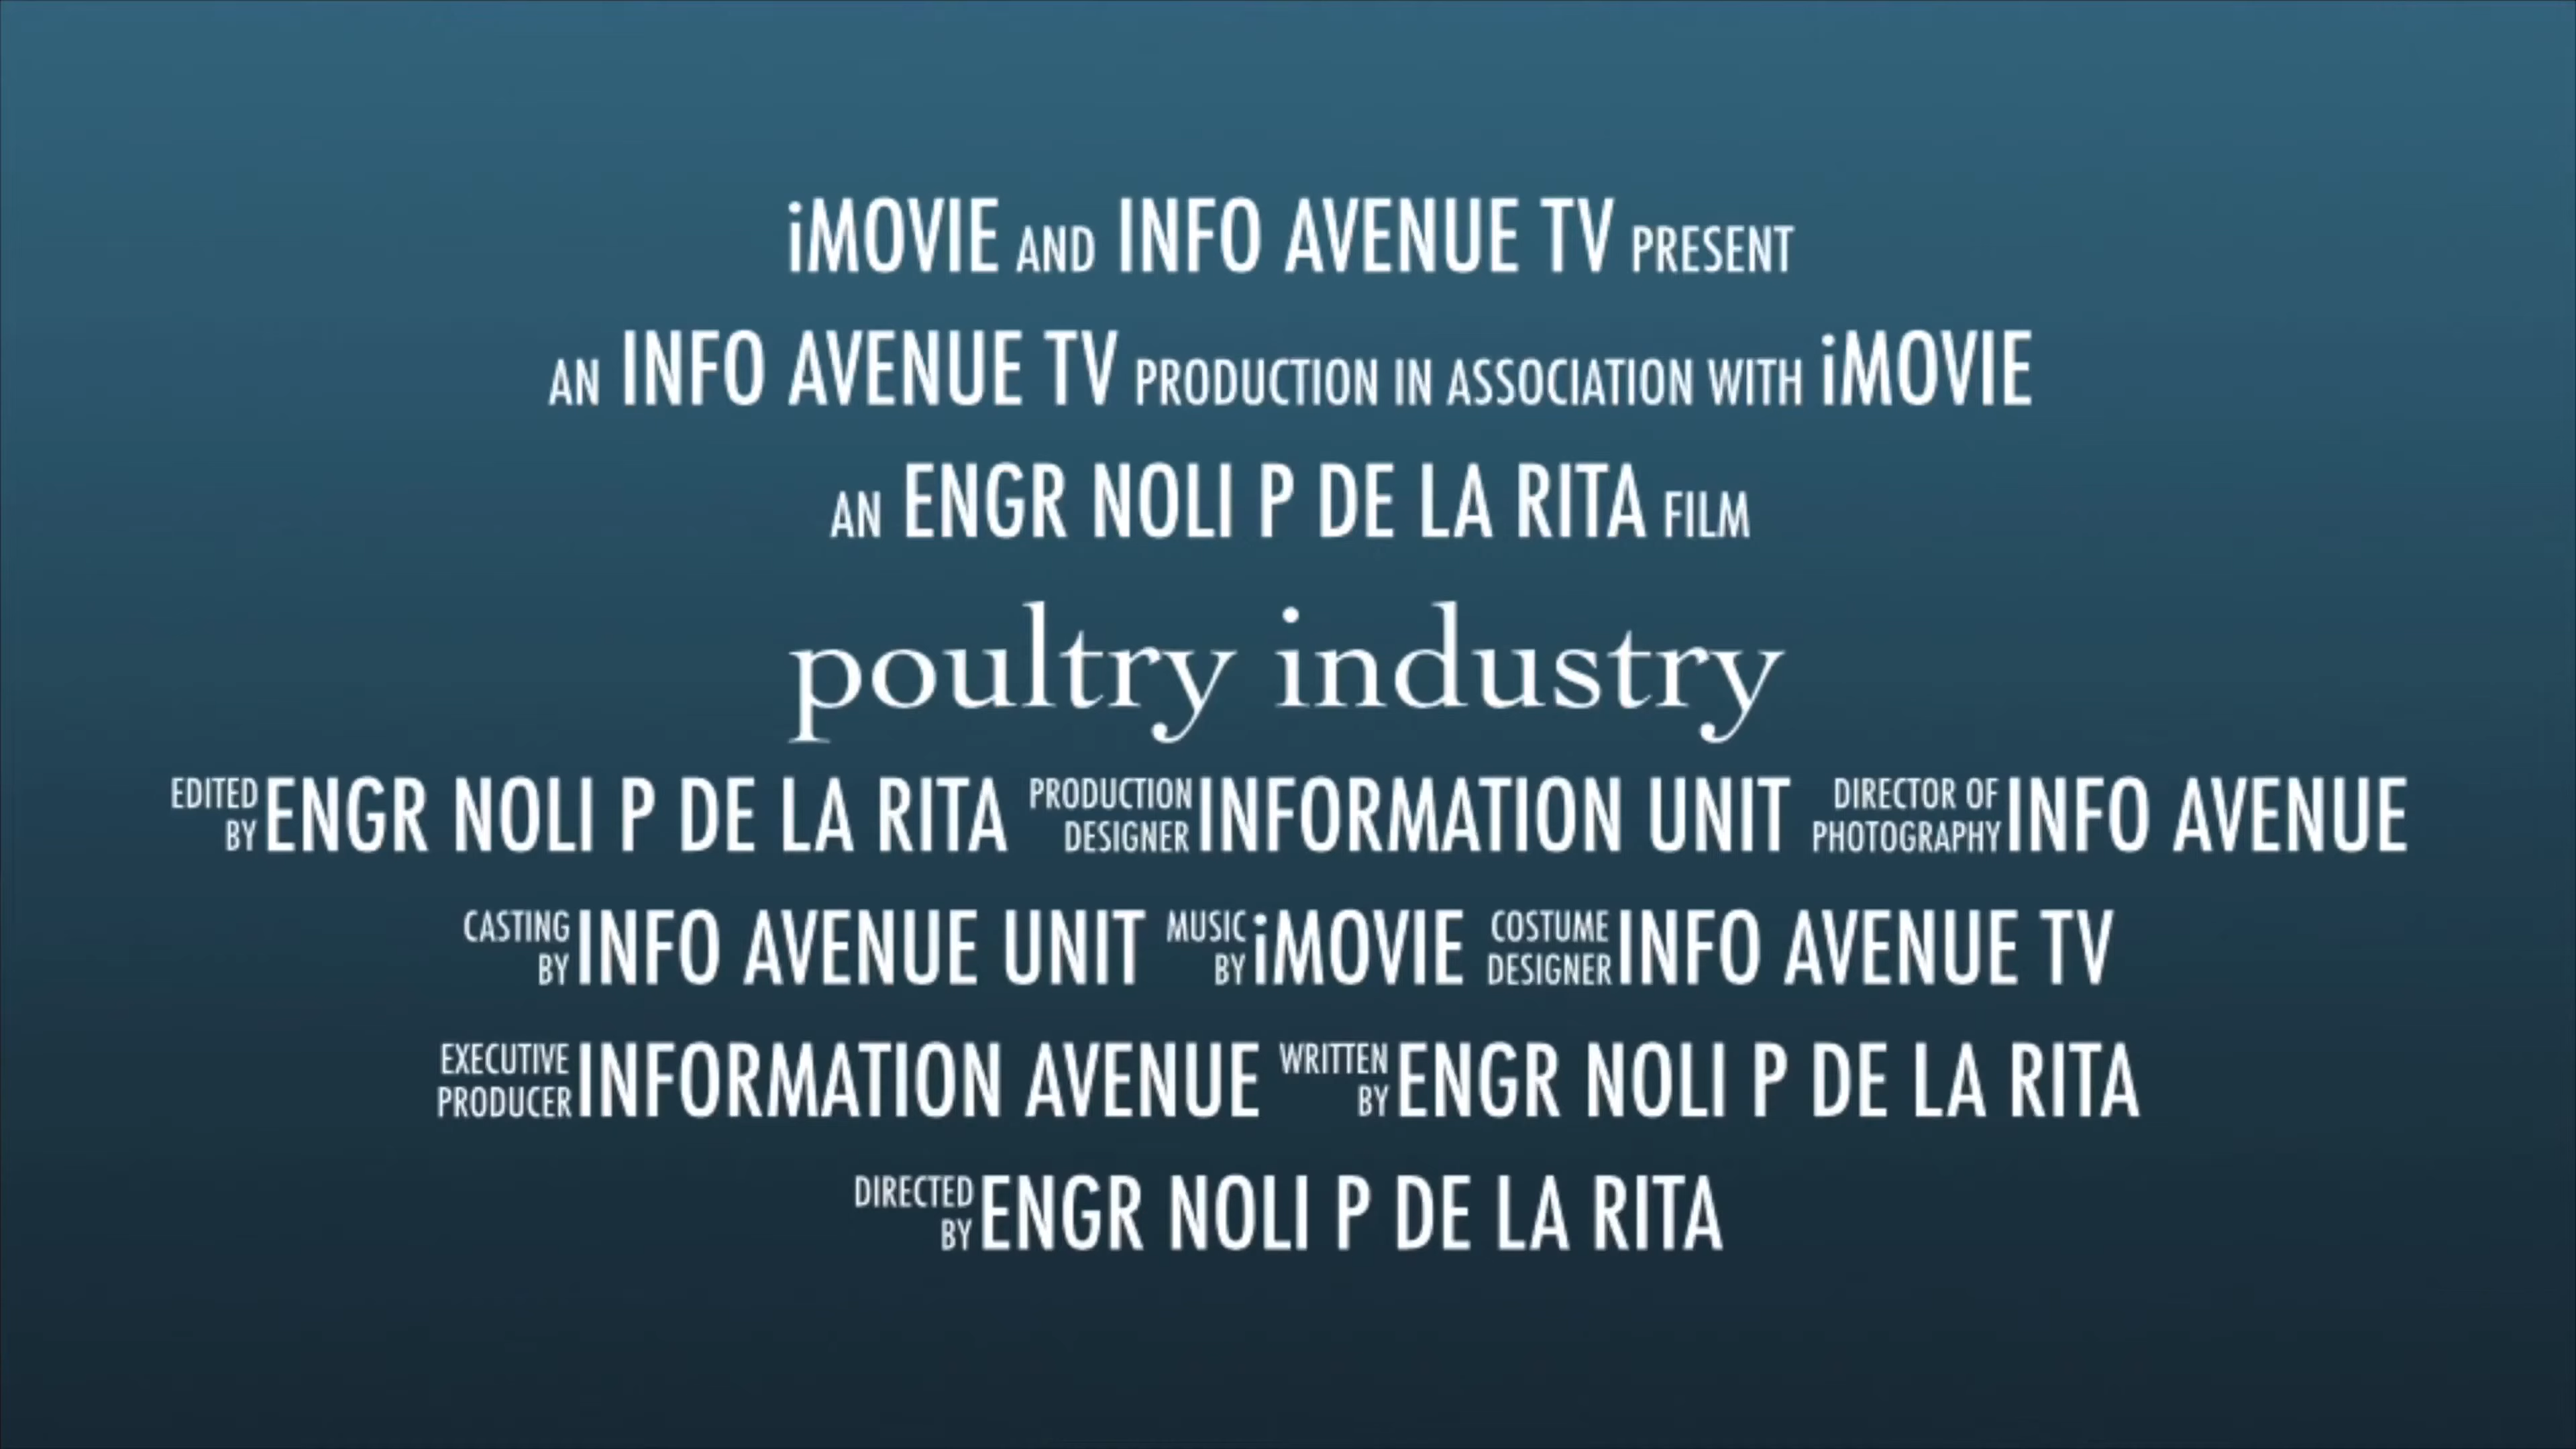 iMOVIE AND INFO AVENUE TV PRESENT
AN INFO AVENUE TV PRODUCTION IN ASSOCIATION WITH iMOVIE
AN ENGR NOLI P DE LA RITA FILM
poultry industry
EDITED BY ENGR NOLI P DE LA RITA PRODUCTION DESIGNER INFORMATION UNIT DIRECTOR OF PHOTOGRAPHY INFO AVENUE
CASTING BY INFO AVENUE UNIT MUSIC BY iMOVIE COSTUME DESIGNER INFO AVENUE TV
EXECUTIVE PRODUCER INFORMATION AVENUE WRITTEN BY ENGR NOLI P DE LA RITA
DIRECTED BY ENGR NOLI P DE LA RITA